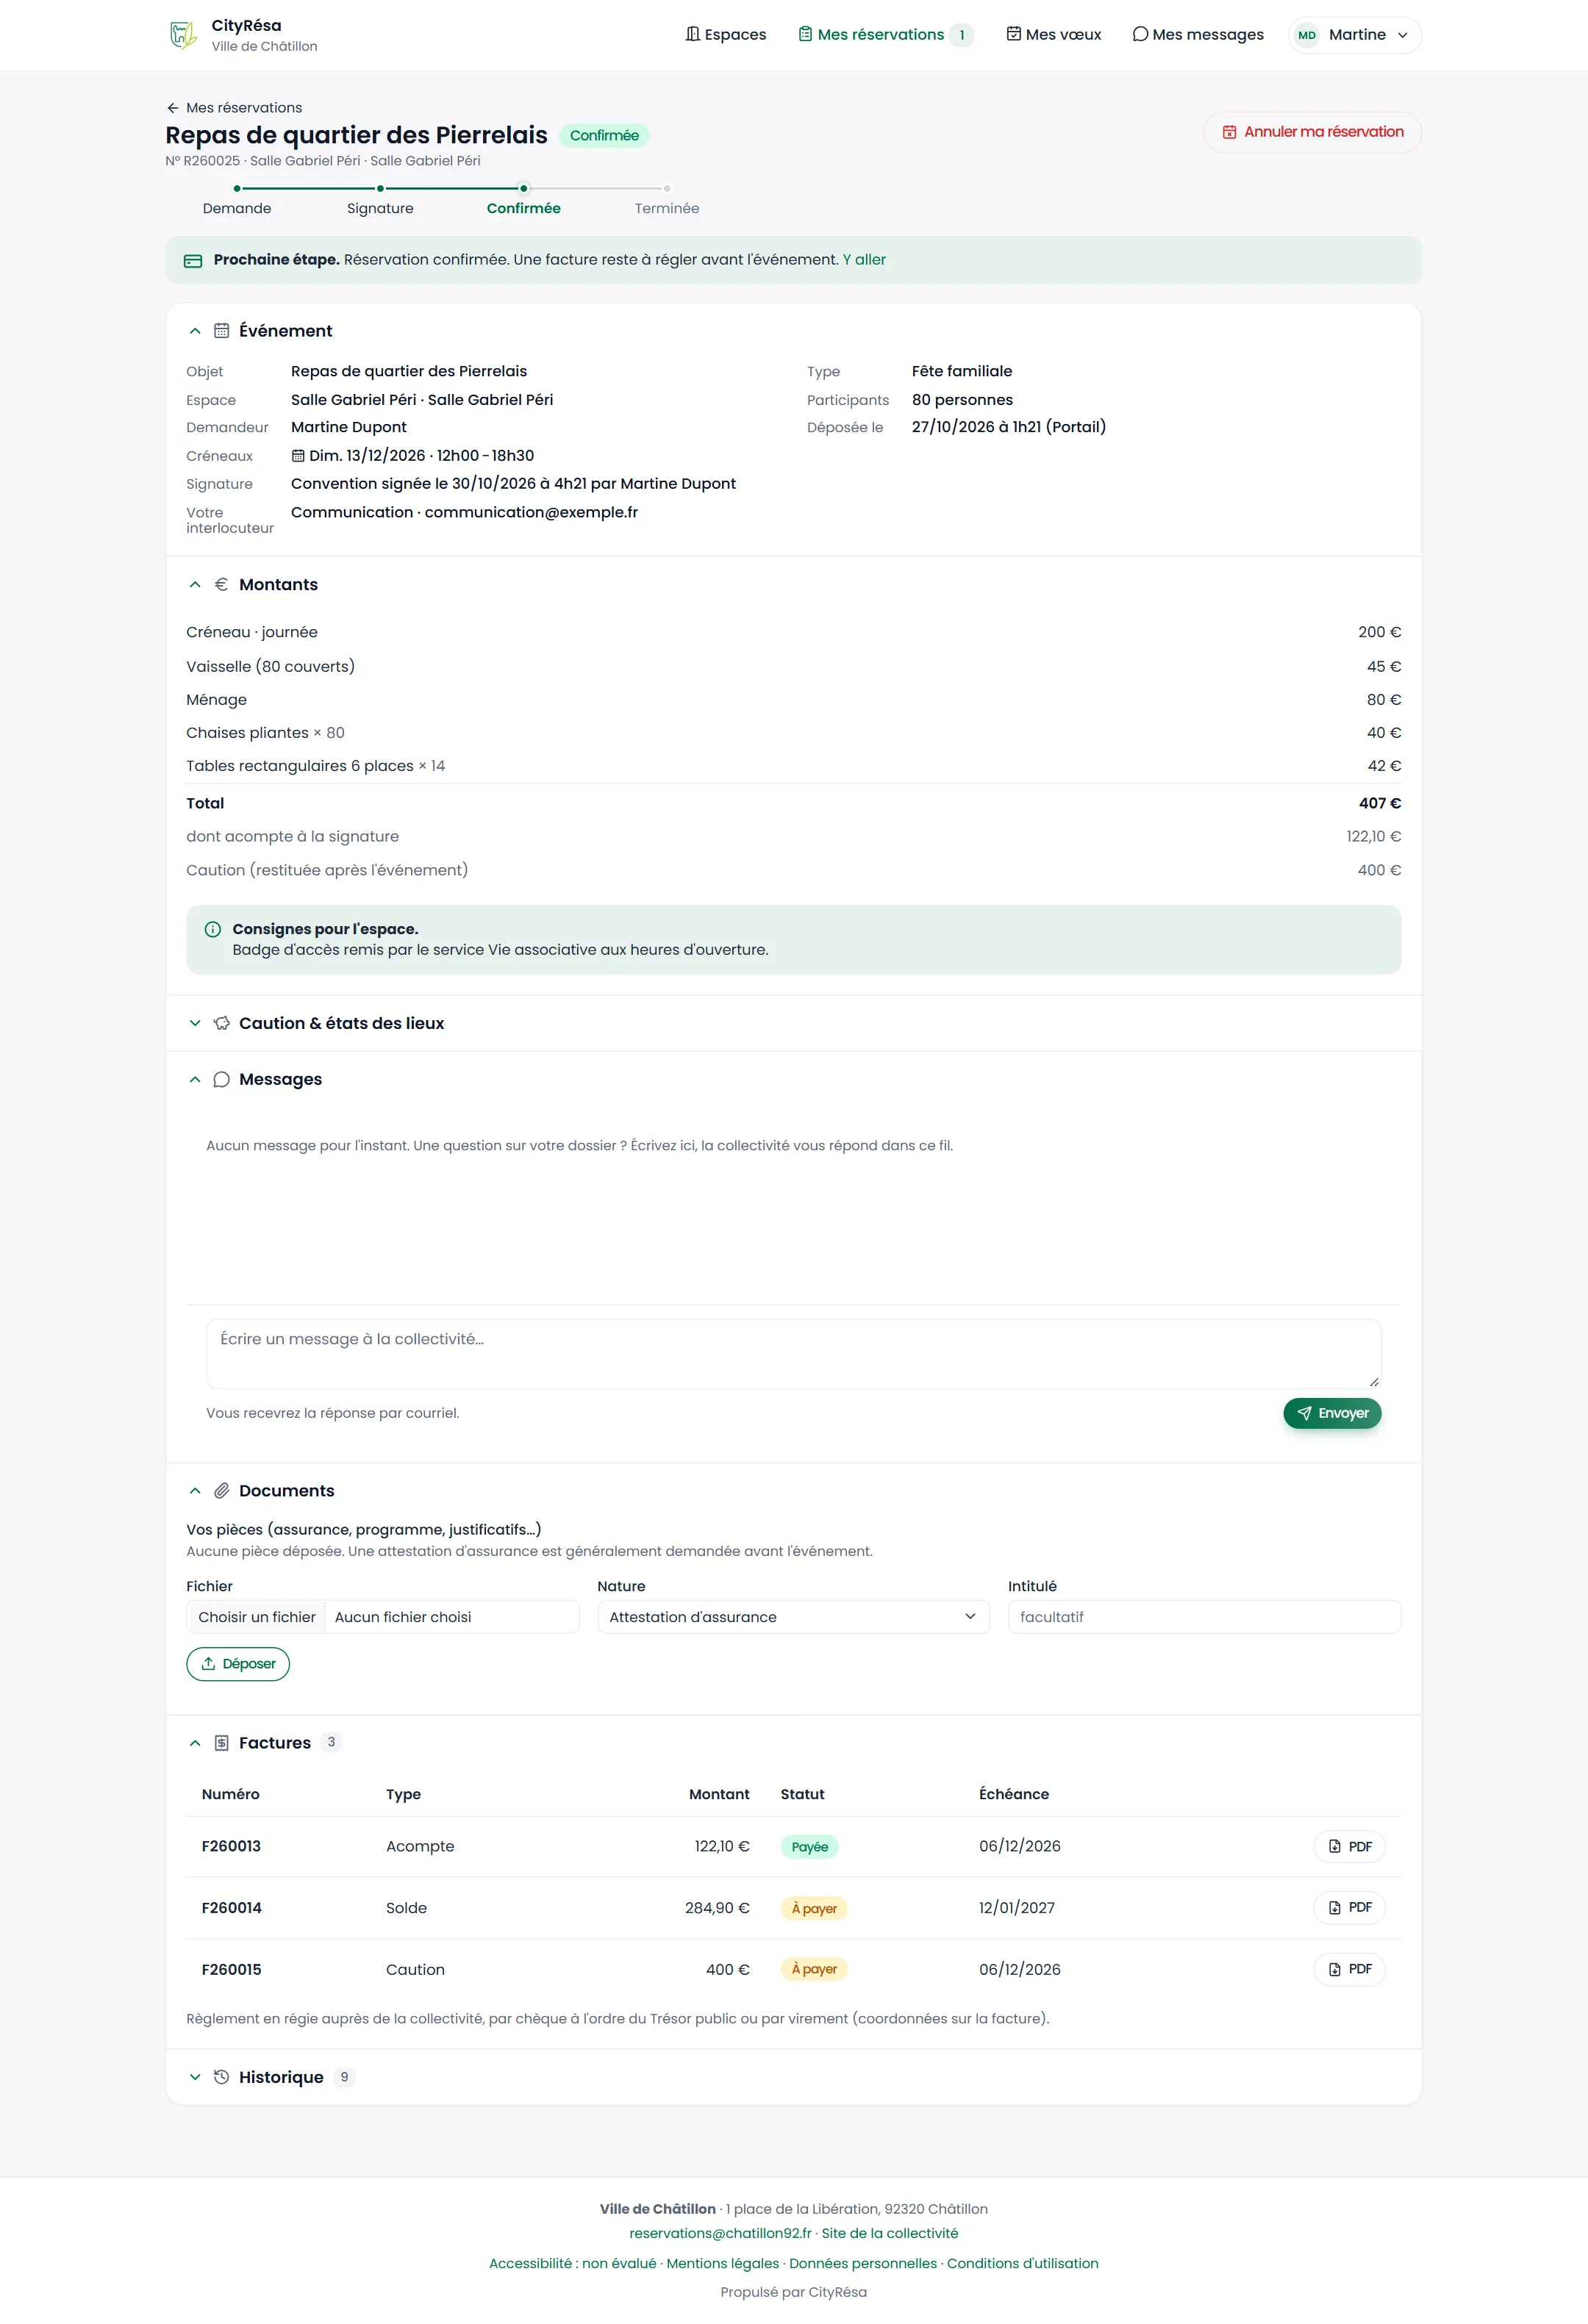 CityRésa
Ville de Châtillon
Espaces
Mes réservations 1
Mes vœux
Mes messages
MD Martine
Mes réservations
Repas de quartier des Pierrelais Confirmée
Annuler ma réservation
N° R260025 · Salle Gabriel Péri · Salle Gabriel Péri
Demande Signature Confirmée Terminée
Prochaine étape. Réservation confirmée. Une facture reste à régler avant l'événement. Y aller
Événement
Objet Repas de quartier des Pierrelais
Type Fête familiale
Espace Salle Gabriel Péri · Salle Gabriel Péri
Participants 80 personnes
Demandeur Martine Dupont
Déposée le 27/10/2026 à 1h21 (Portail)
Créneaux Dim. 13/12/2026 · 12h00 – 18h30
Signature Convention signée le 30/10/2026 à 4h21 par Martine Dupont
Votre interlocuteur Communication · communication@exemple.fr
Montants
Créneau · journée 200 €
Vaisselle (80 couverts) 45 €
Ménage 80 €
Chaises pliantes × 80 40 €
Tables rectangulaires 6 places × 14 42 €
Total 407 €
dont acompte à la signature 122,10 €
Caution (restituée après l'événement) 400 €
Consignes pour l'espace.
Badge d'accès remis par le service Vie associative aux heures d'ouverture.
Caution & états des lieux
Messages
Aucun message pour l'instant. Une question sur votre dossier ? Écrivez ici, la collectivité vous répond dans ce fil.
Écrire un message à la collectivité...
Vous recevrez la réponse par courriel.
Envoyer
Documents
Vos pièces (assurance, programme, justificatifs...)
Aucune pièce déposée. Une attestation d'assurance est généralement demandée avant l'événement.
Fichier Nature Intitulé
Choisir un fichier Aucun fichier choisi Attestation d'assurance facultatif
Déposer
Factures 3
Numéro Type Montant Statut Échéance
F260013 Acompte 122,10 € Payée 06/12/2026 PDF
F260014 Solde 284,90 € À payer 12/01/2027 PDF
F260015 Caution 400 € À payer 06/12/2026 PDF
Règlement en régie auprès de la collectivité, par chèque à l'ordre du Trésor public ou par virement (coordonnées sur la facture).
Historique 9
Ville de Châtillon · 1 place de la Libération, 92320 Châtillon
reservations@chatillon92.fr · Site de la collectivité
Accessibilité : non évalué · Mentions légales · Données personnelles · Conditions d'utilisation
Propulsé par CityRésa